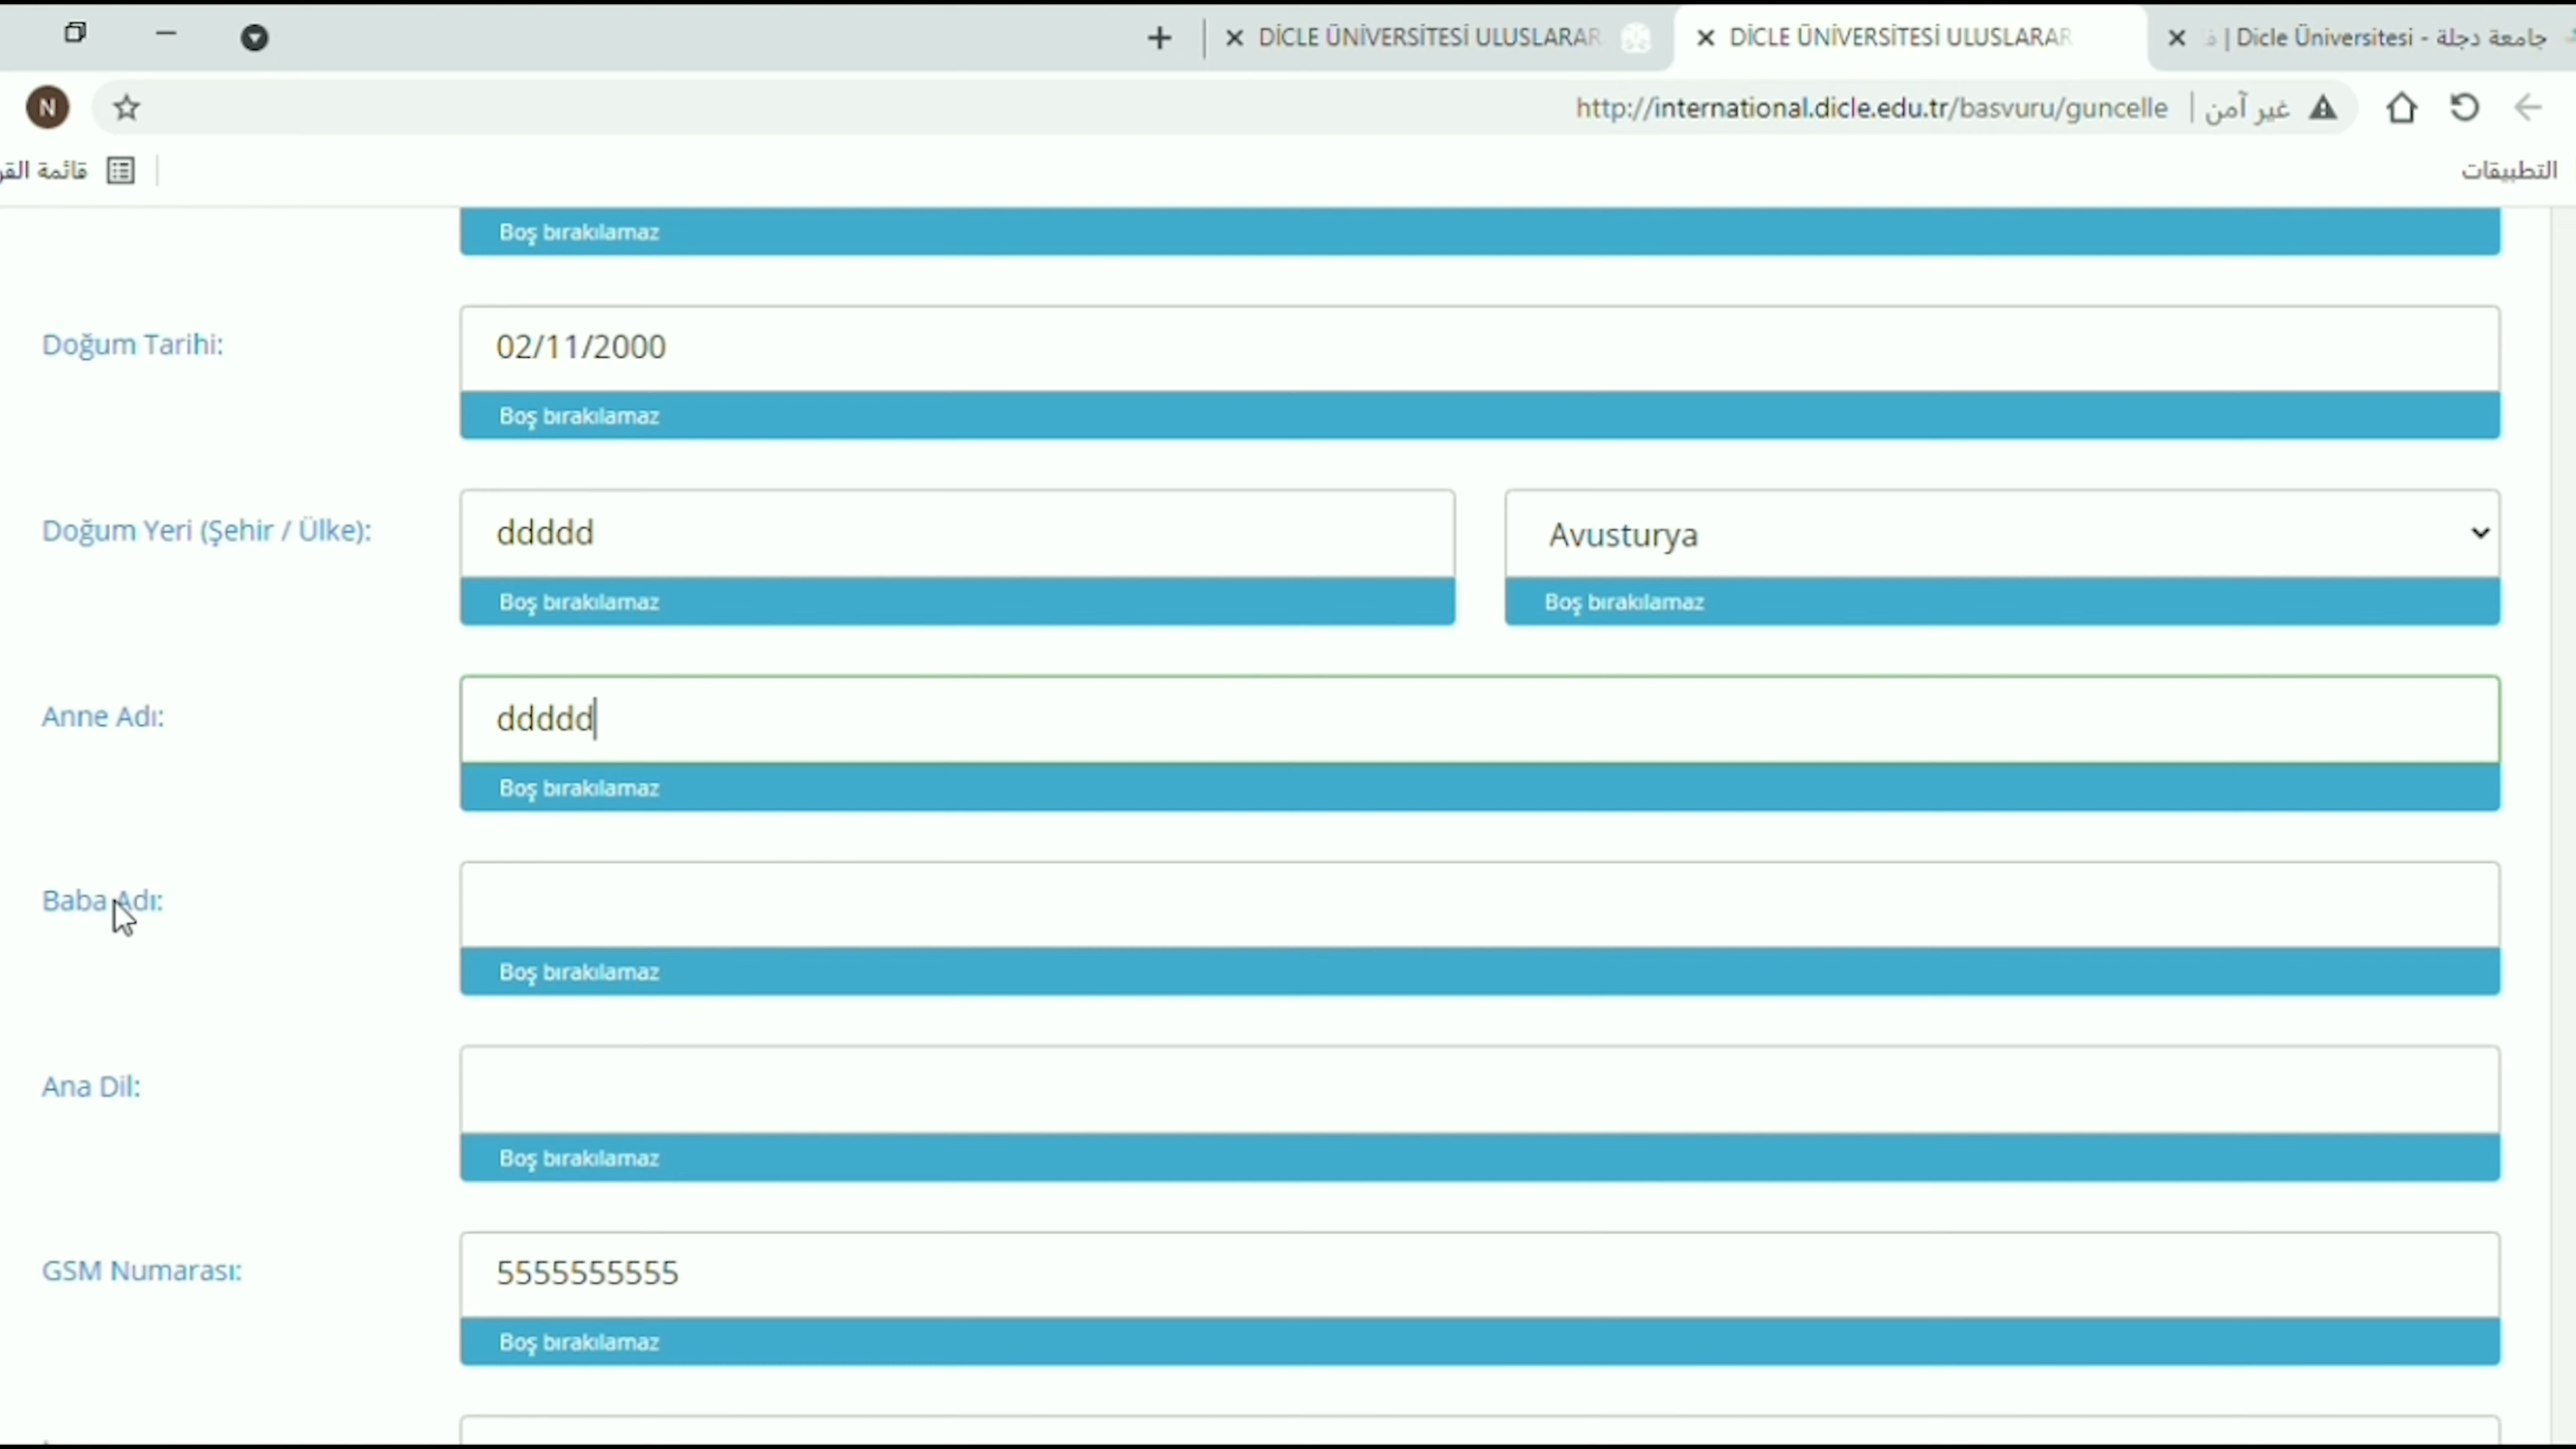 DİCLE ÜNİVERSİTESİ ULUSLARAR
DİCLE ÜNİVERSİTESİ ULUSLARAR
جامعة دجلة - Dicle Üniversitesi |
N
http://international.dicle.edu.tr/basvuru/guncelle
غير آمن
قائمة
التطبيقات
Boş bırakılamaz
Doğum Tarihi:
02/11/2000
Boş bırakılamaz
Doğum Yeri (Şehir / Ülke):
ddddd
Avusturya
Boş bırakılamaz
Boş bırakılamaz
Anne Adı:
ddddd
Boş bırakılamaz
Baba Adı:
Boş bırakılamaz
Ana Dil:
Boş bırakılamaz
GSM Numarası:
5555555555
Boş bırakılamaz